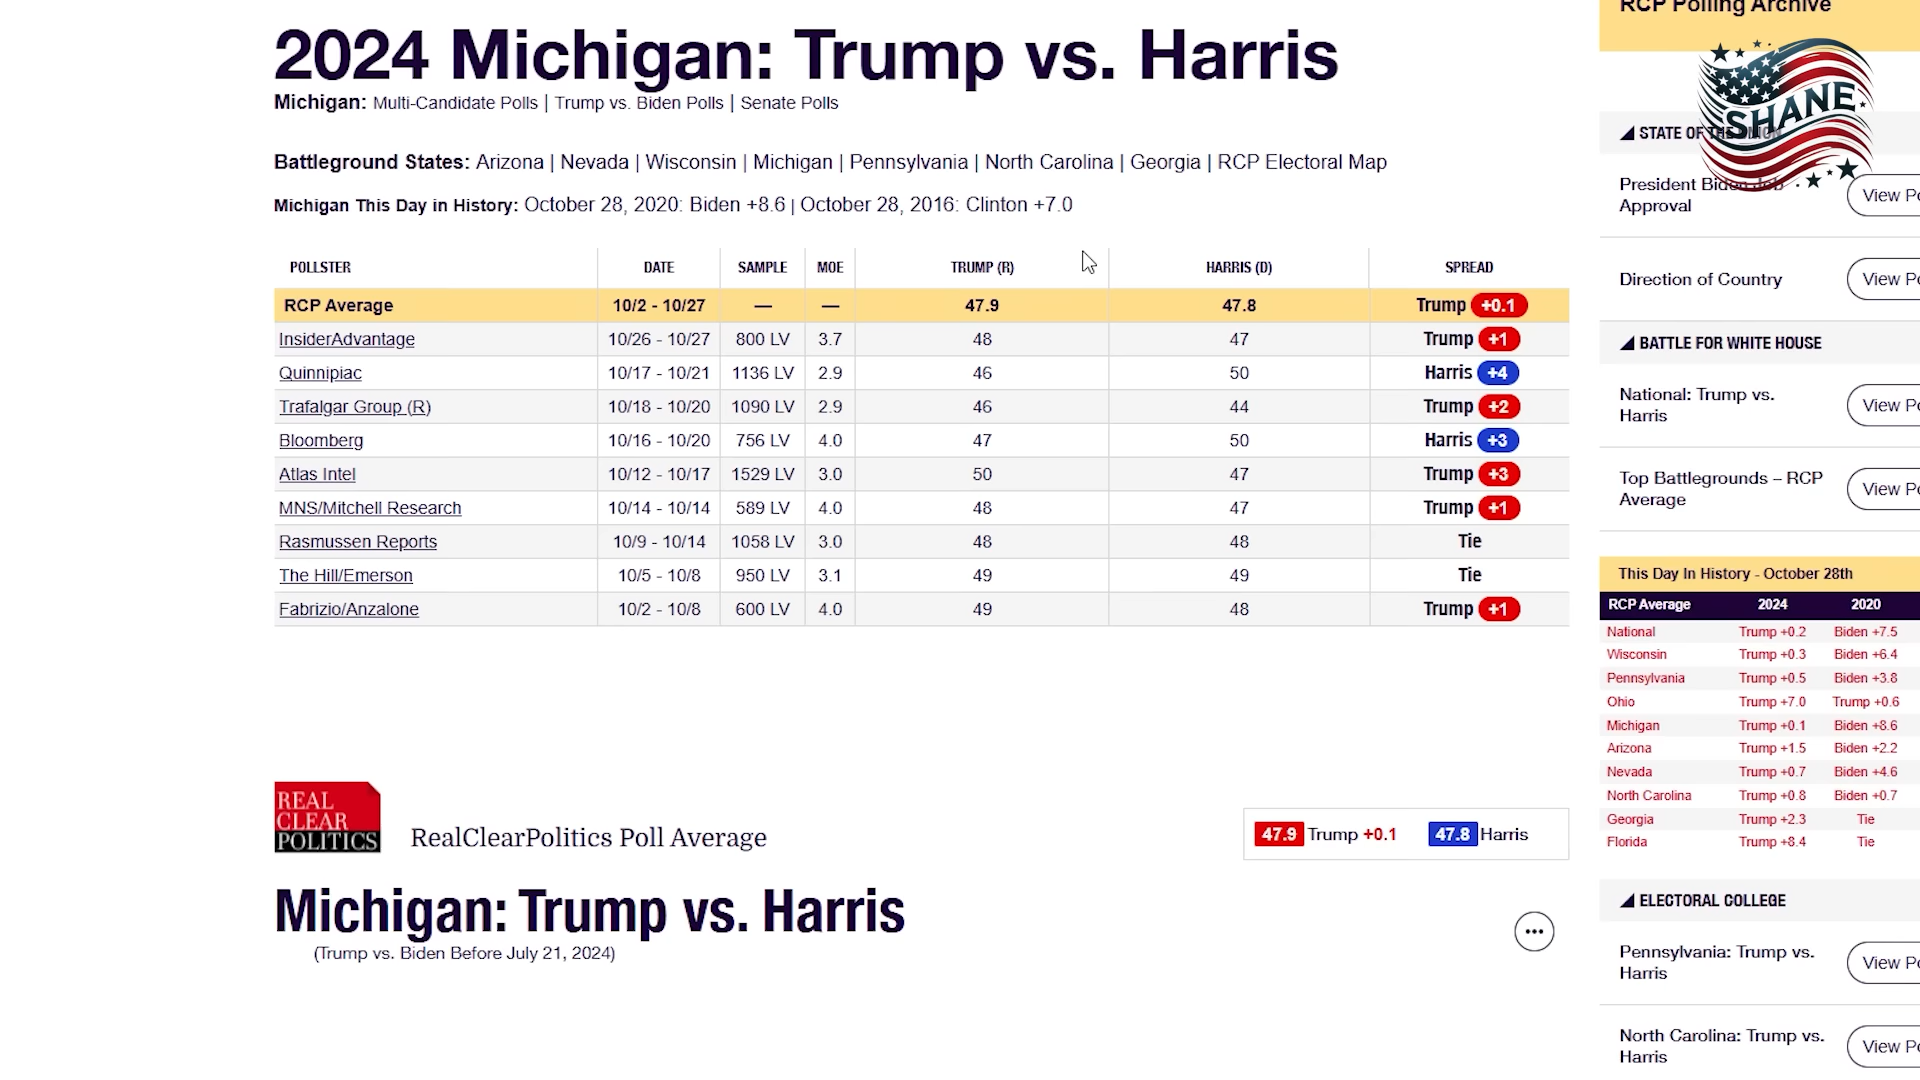 2024 Michigan: Trump vs. Harris
Michigan: Multi-Candidate Polls | Trump vs. Biden Polls | Senate Polls
Battleground States: Arizona | Nevada | Wisconsin | Michigan | Pennsylvania | North Carolina | Georgia | RCP Electoral Map
Michigan This Day in History: October 28, 2020: Biden +8.6 | October 28, 2016: Clinton +7.0
POLLSTER DATE SAMPLE MOE TRUMP (R) HARRIS (D) SPREAD
RCP Average 10/2 - 10/27 — — 47.9 47.8 Trump +0.1
InsiderAdvantage 10/26 - 10/27 800 LV 3.7 48 47 Trump +1
Quinnipiac 10/17 - 10/21 1136 LV 2.9 46 50 Harris +4
Trafalgar Group (R) 10/18 - 10/20 1090 LV 2.9 46 44 Trump +2
Bloomberg 10/16 - 10/20 756 LV 4.0 47 50 Harris +3
Atlas Intel 10/12 - 10/17 1529 LV 3.0 50 47 Trump +3
MNS/Mitchell Research 10/14 - 10/14 589 LV 4.0 48 47 Trump +1
Rasmussen Reports 10/9 - 10/14 1058 LV 3.0 48 48 Tie
The Hill/Emerson 10/5 - 10/8 950 LV 3.1 49 49 Tie
Fabrizio/Anzalone 10/2 - 10/8 600 LV 4.0 49 48 Trump +1
REAL
CLEAR
POLITICS
RealClearPolitics Poll Average
47.9 Trump +0.1 47.8 Harris
Michigan: Trump vs. Harris
(Trump vs. Biden Before July 21, 2024)
RCP Polling Archive
SHANE
STATE OF THE UNION
President Biden Job
Approval
View Po
Direction of Country
View Po
BATTLE FOR WHITE HOUSE
National: Trump vs.
Harris
View Po
Top Battlegrounds – RCP
Average
View Po
This Day In History - October 28th
RCP Average 2024 2020
National Trump +0.2 Biden +7.5
Wisconsin Trump +0.3 Biden +6.4
Pennsylvania Trump +0.5 Biden +3.8
Ohio Trump +7.0 Trump +0.6
Michigan Trump +0.1 Biden +8.6
Arizona Trump +1.5 Biden +2.2
Nevada Trump +0.7 Biden +4.6
North Carolina Trump +0.8 Biden +0.7
Georgia Trump +2.3 Tie
Florida Trump +8.4 Tie
ELECTORAL COLLEGE
Pennsylvania: Trump vs.
Harris
View Po
North Carolina: Trump vs.
Harris
View Po